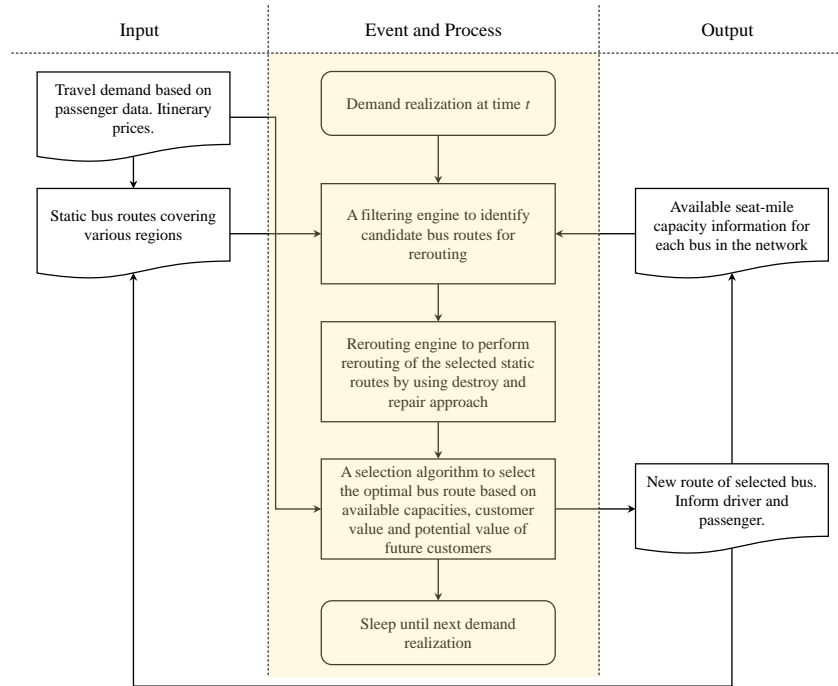 Input
Event and Process
Output
Travel demand based on
passenger data. Itinerary
prices.
Demand realization at time t
Static bus routes covering
various regions
A filtering engine to identify
candidate bus routes for
rerouting
Available seat-mile
capacity information for
each bus in the network
Rerouting engine to perform
rerouting of the selected static
routes by using destroy and
repair approach
A selection algorithm to select
the optimal bus route based on
available capacities, customer
value and potential value of
future customers
New route of selected bus.
Inform driver and
passenger.
Sleep until next demand
realization